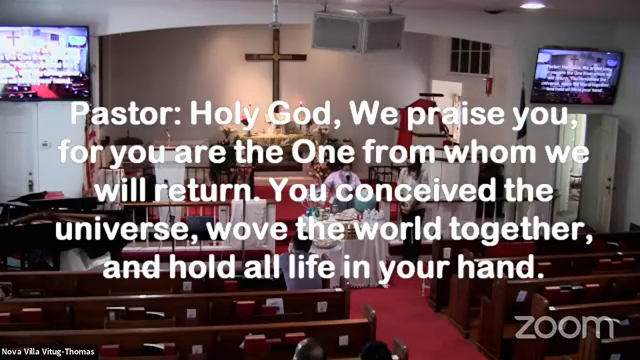 Pastor: Holy God, We praise you,
for you are the One from whom we
will return. You conceived the
universe, wove the world together,
and hold all life in your hand.
zoom
Nova Villa Vitug-Thomas